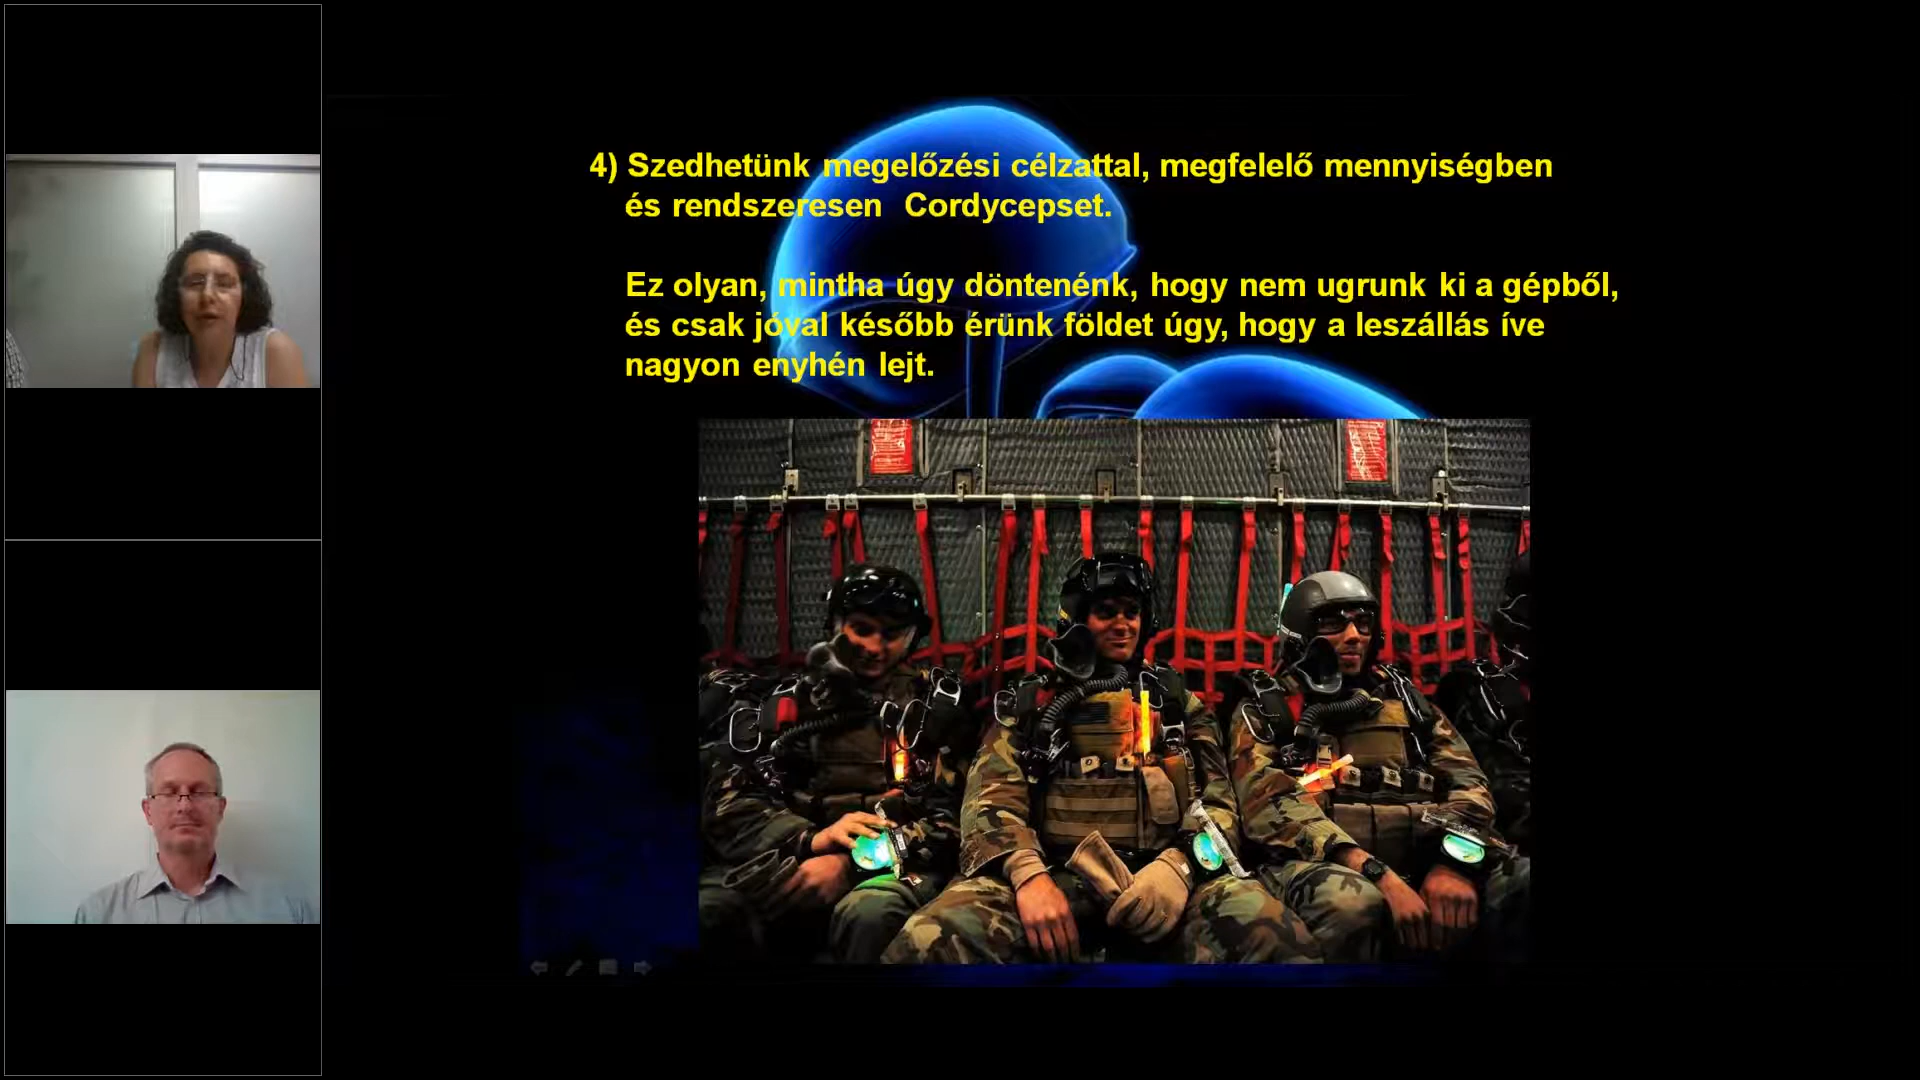 4) Szedhetünk megelőzési célzattal, megfelelő mennyiségben
és rendszeresen Cordycepset.
Ez olyan, mintha úgy döntenénk, hogy nem ugrunk ki a gépből,
és csak jóval később érünk földet úgy, hogy a leszállás íve
nagyon enyhén lejt.